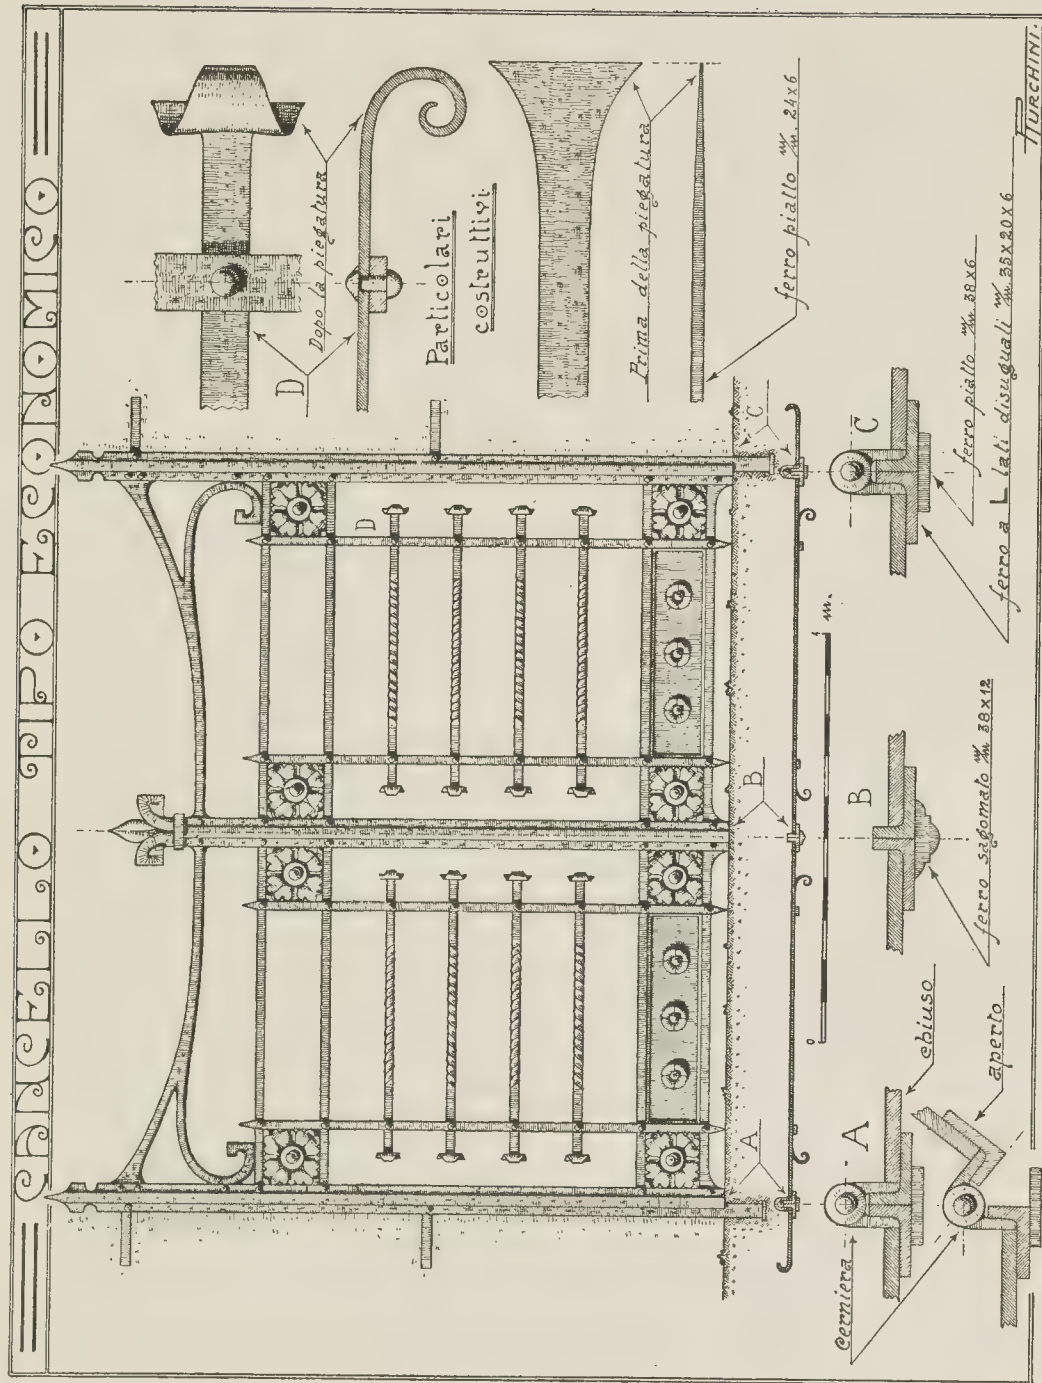 CANCELLO TIPO ECONOMICO
D
Dopo la piegatura
Particolari
costruttivi
Prima della piegatura
ferro piatto m/m. 24x6
D
A
B
C
0
1 m.
cerniera
A
chiuso
aperto
B
ferro sagomato m/m 38x12
C
ferro piatto m/m. 38x6
ferro a L lati disuguali m/m. 35x20x6
TURCHINI